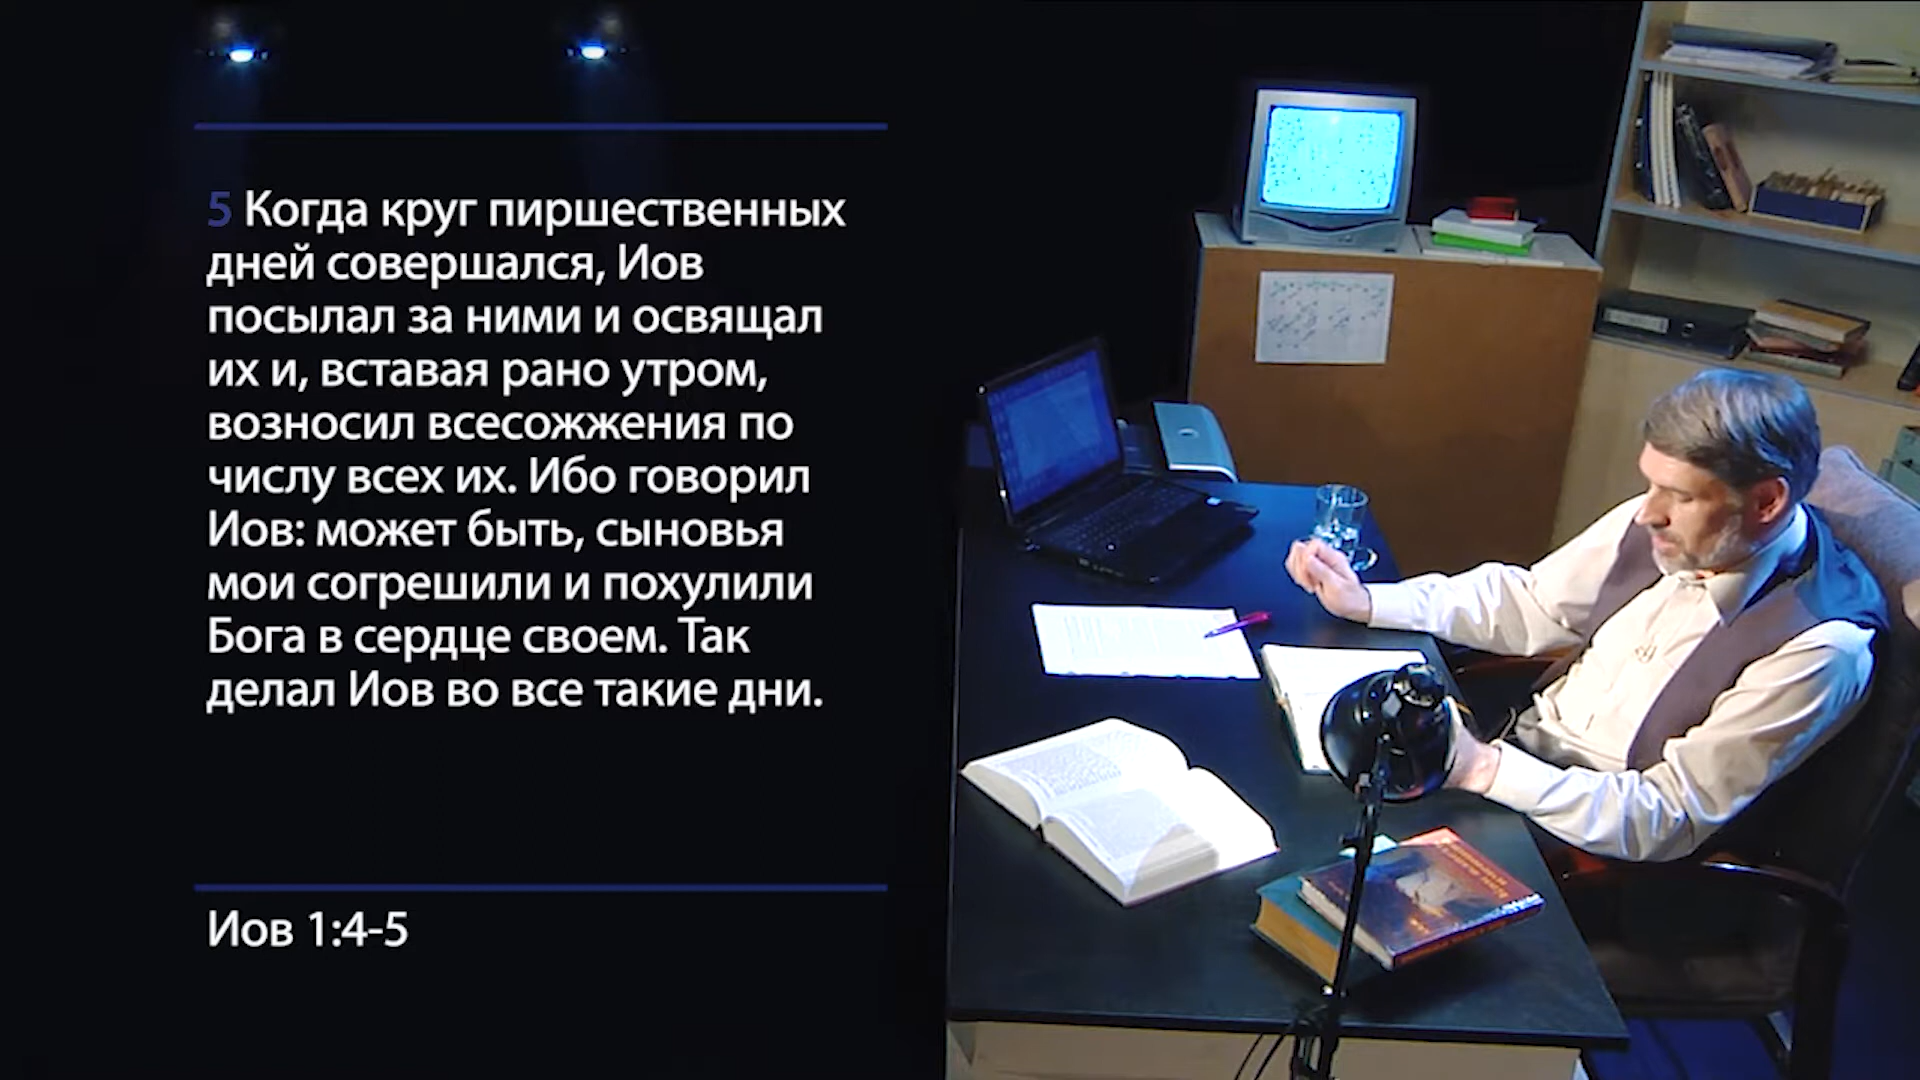 5 Когда круг пиршественных
дней совершался, Иов
посылал за ними и освящал
их и, вставая рано утром,
возносил всесожжения по
числу всех их. Ибо говорил
Иов: может быть, сыновья
мои согрешили и похулили
Бога в сердце своем. Так
делал Иов во все такие дни.
Иов 1:4-5